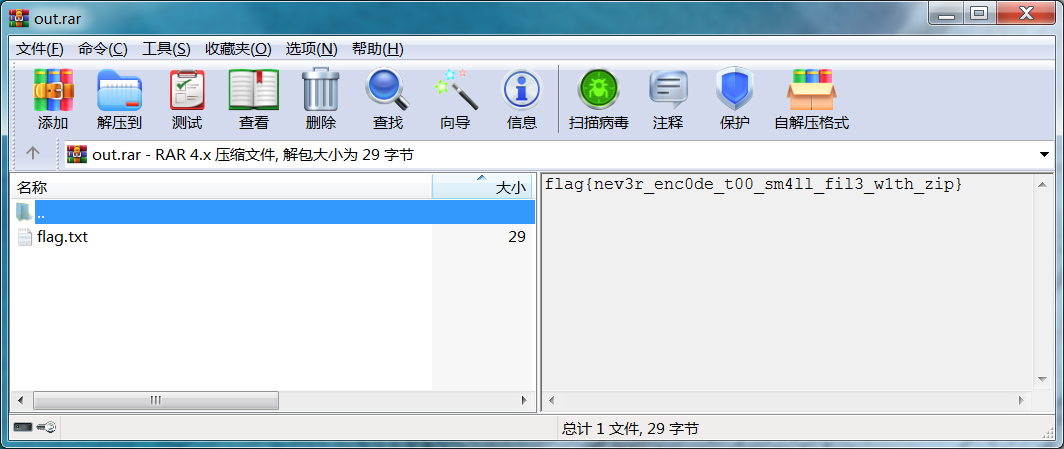 out.rar
文件(F) 命令(C) 工具(S) 收藏夹(O) 选项(N) 帮助(H)
添加 解压到 测试 查看 删除 查找 向导 信息 扫描病毒 注释 保护 自解压格式
out.rar - RAR 4.x 压缩文件, 解包大小为 29 字节
名称 大小
..
flag.txt 29
flag{nev3r_enc0de_t00_sm4ll_fil3_w1th_zip}
总计 1 文件, 29 字节